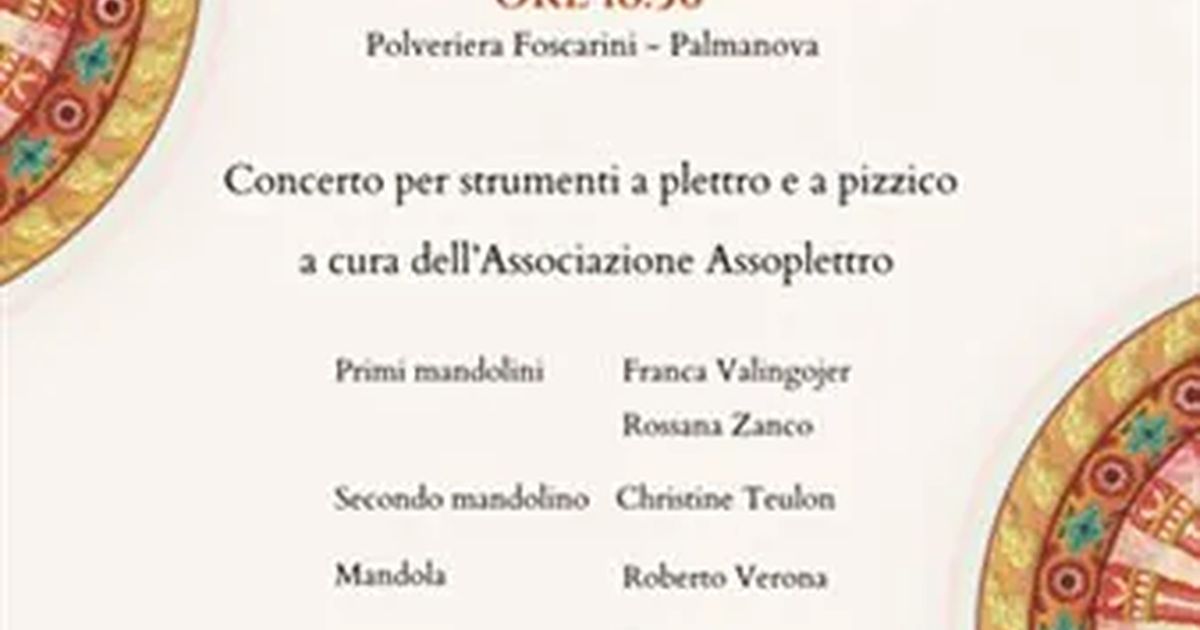 Polveriera Foscarini - Palmanova
Concerto per strumenti a plettro e a pizzico
a cura dell'Associazione Assoplettro
Primi mandolini Franca Valingojer
Rossana Zanco
Secondo mandolino Christine Teulon
Mandola Roberto Verona